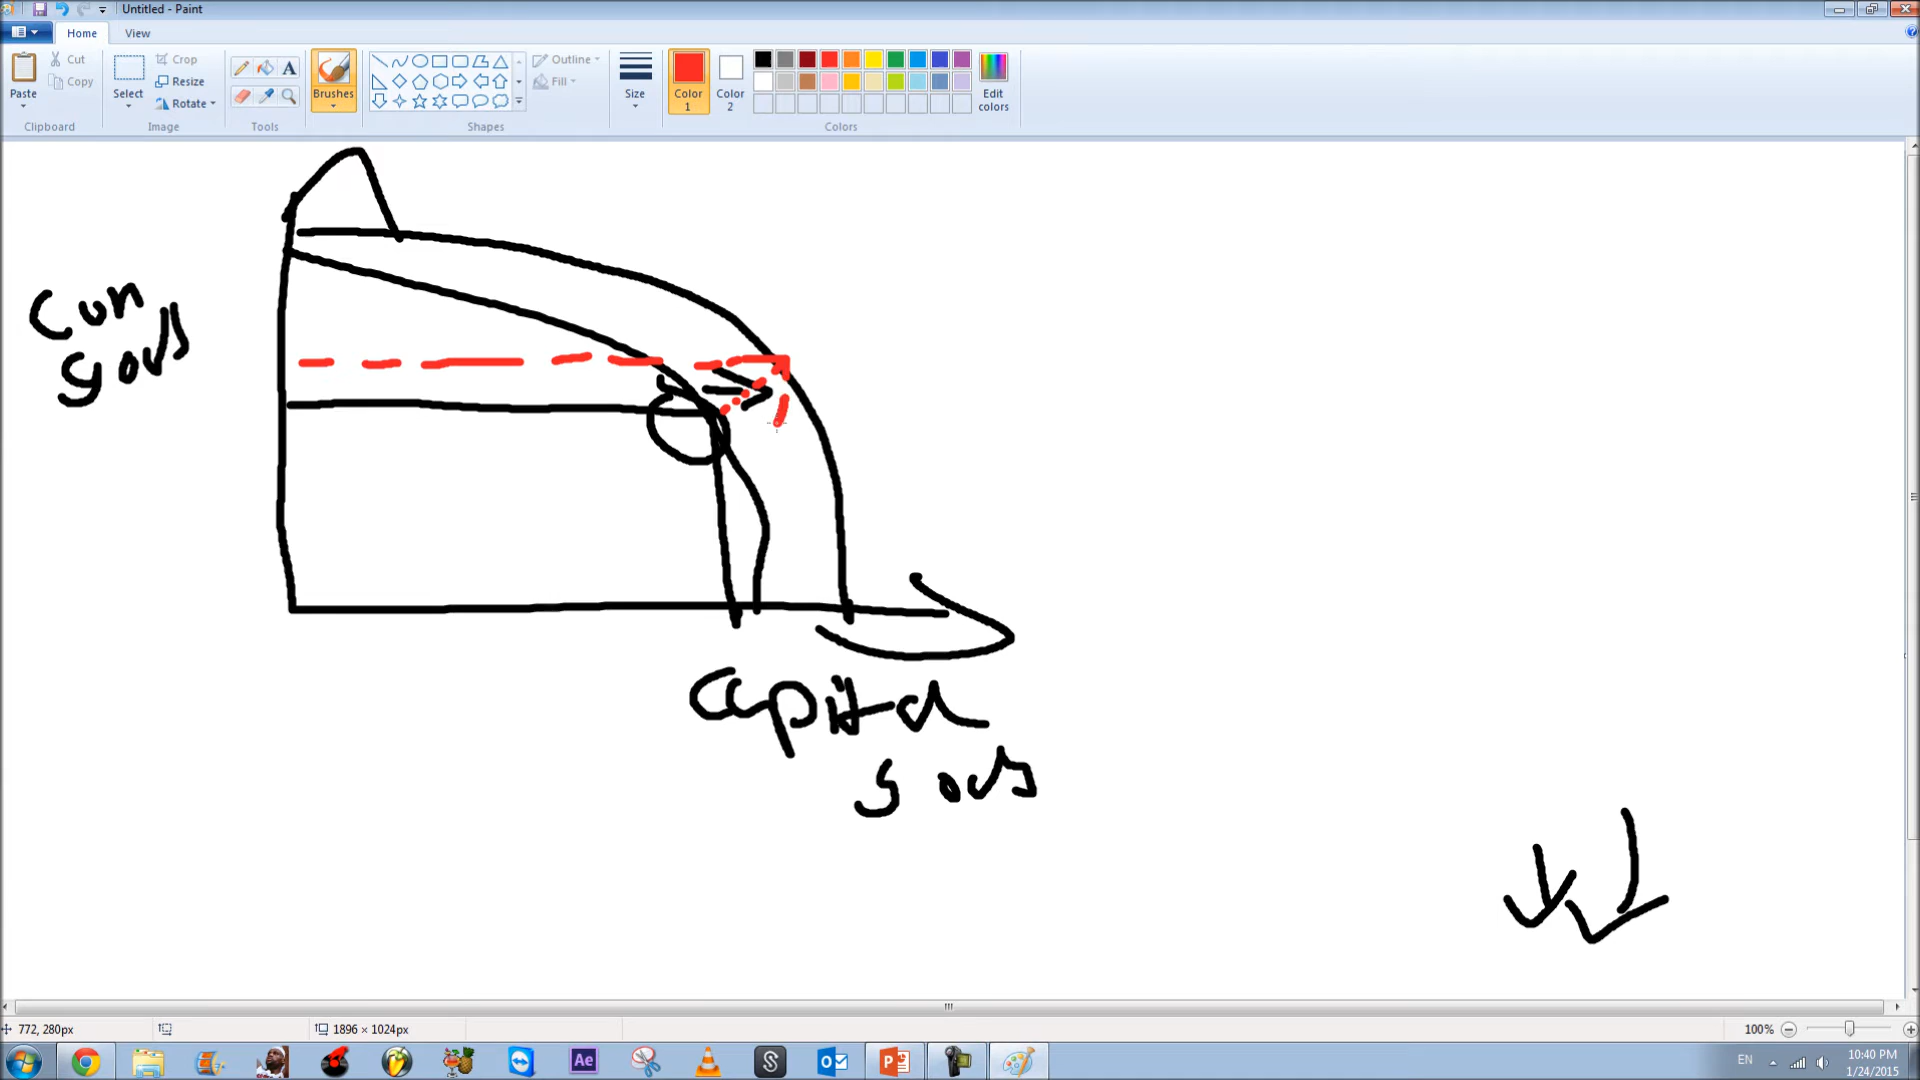 Untitled - Paint
Home
View
Paste
Cut
Copy
Clipboard
Select
Crop
Resize
Rotate
Image
A
Tools
Brushes
Outline
Fill
Shapes
Size
Color
1
Color
2
Edit
colors
Colors
Con
capital
772, 280px
1896 × 1024px
100%
Ae
S
EN
10:40 PM
1/24/2015